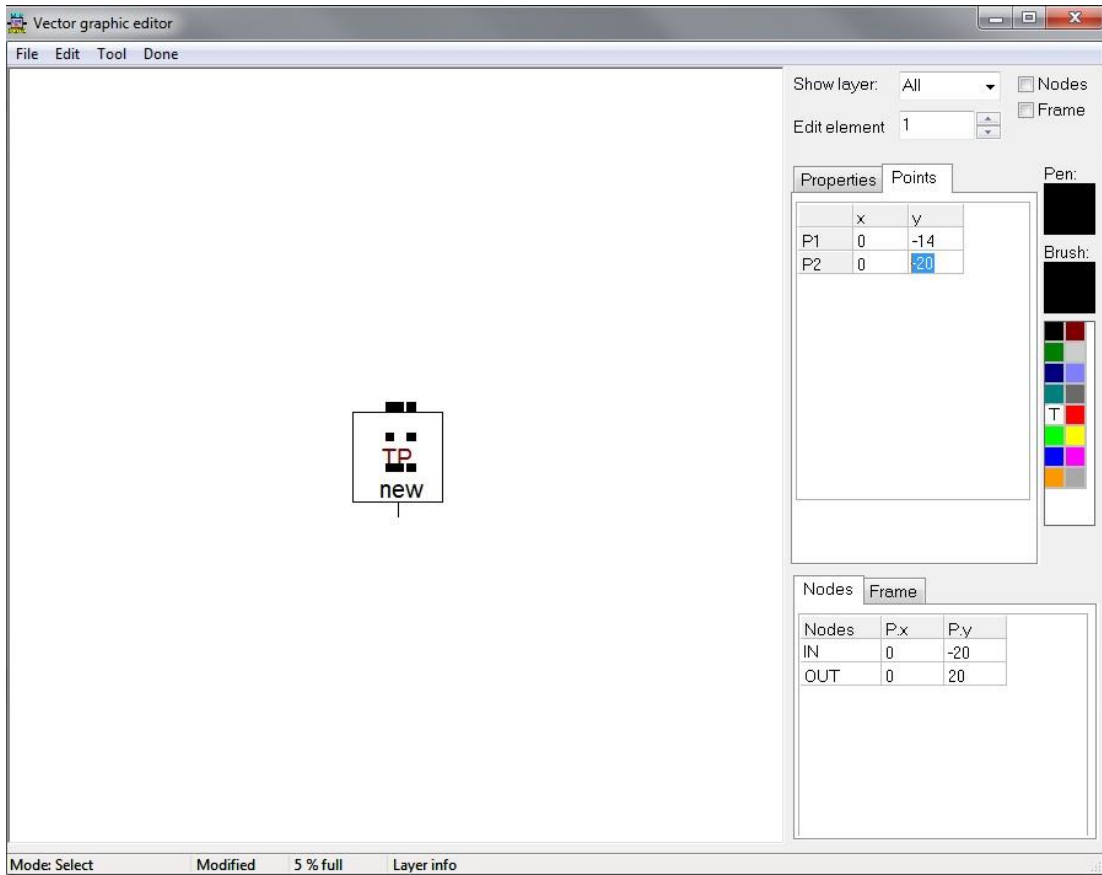 Vector graphic editor
File Edit Tool Done
Show layer: All Nodes
Frame
Edit element 1
Properties Points Pen:
x y
P1 0 -14
P2 0 -20
Brush:
T
TP
new
Nodes Frame
Nodes P.x P.y
IN 0 -20
OUT 0 20
Mode: Select Modified 5 % full Layer info